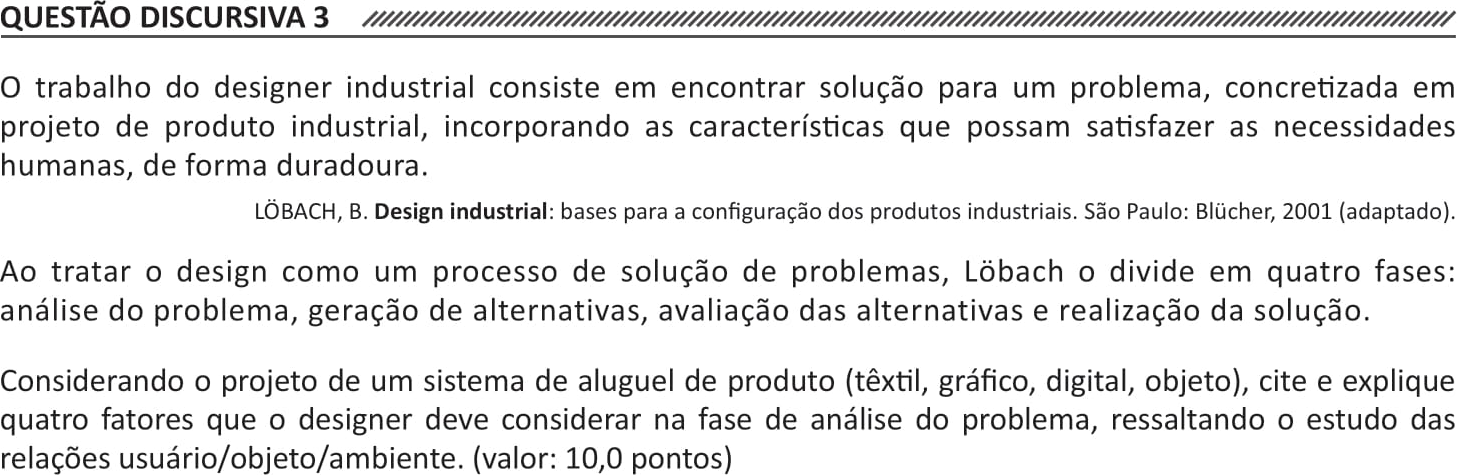 QUESTÃO DISCURSIVA 3
O trabalho do designer industrial consiste em encontrar solução para um problema, concretizada em
projeto de produto industrial, incorporando as características que possam satisfazer as necessidades
humanas, de forma duradoura.
LÖBACH, B. Design industrial: bases para a configuração dos produtos industriais. São Paulo: Blücher, 2001 (adaptado).
Ao tratar o design como um processo de solução de problemas, Löbach o divide em quatro fases:
análise do problema, geração de alternativas, avaliação das alternativas e realização da solução.
Considerando o projeto de um sistema de aluguel de produto (têxtil, gráfico, digital, objeto), cite e explique
quatro fatores que o designer deve considerar na fase de análise do problema, ressaltando o estudo das
relações usuário/objeto/ambiente. (valor: 10,0 pontos)